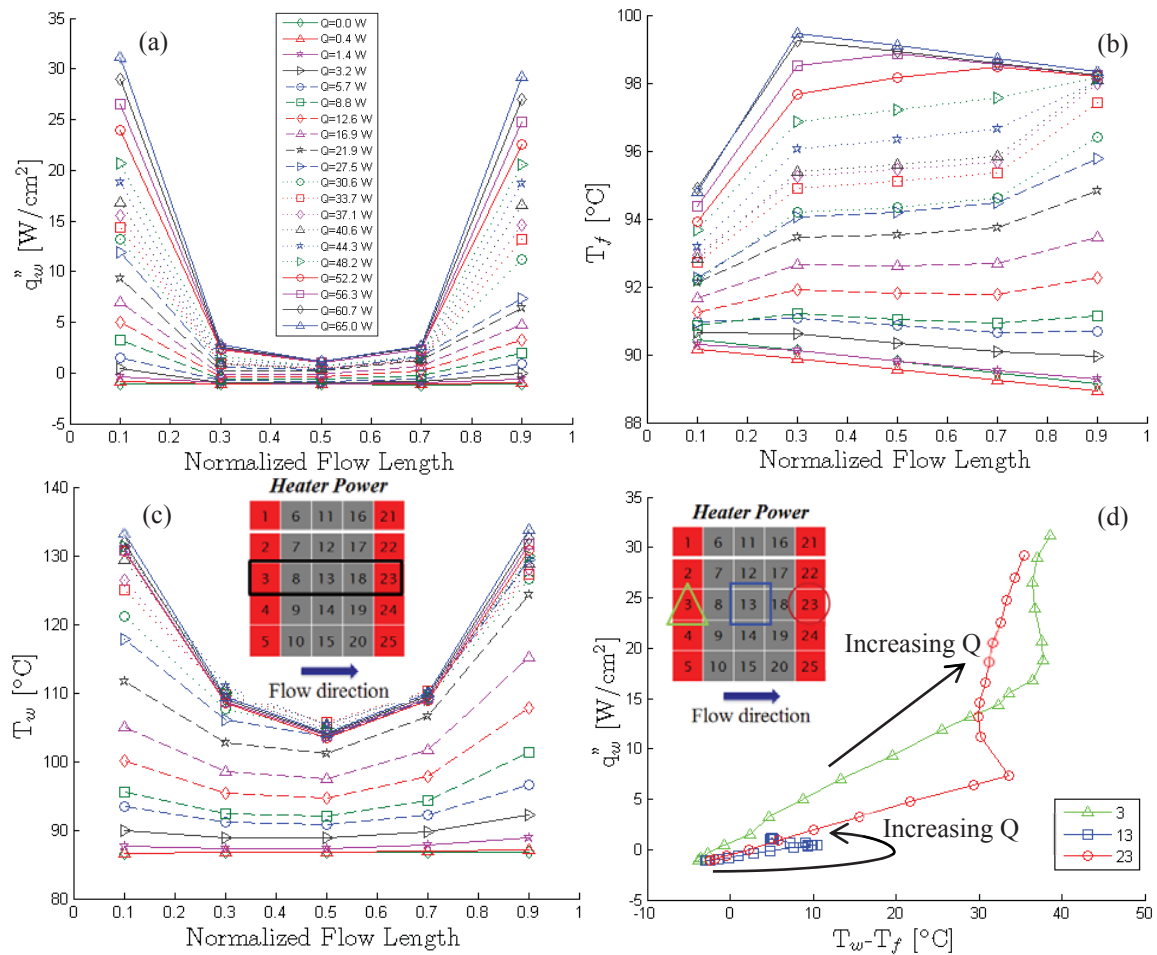 (a)
35
30
25
20
15
10
5
0
-5
q''w [W/cm²]
0 0.1 0.2 0.3 0.4 0.5 0.6 0.7 0.8 0.9 1
Normalized Flow Length
Q=0.0 W
Q=0.4 W
Q=1.4 W
Q=3.2 W
Q=5.7 W
Q=8.8 W
Q=12.6 W
Q=16.9 W
Q=21.9 W
Q=27.5 W
Q=30.6 W
Q=33.7 W
Q=37.1 W
Q=40.6 W
Q=44.3 W
Q=48.2 W
Q=52.2 W
Q=56.3 W
Q=60.7 W
Q=65.0 W
(b)
100
98
96
94
92
90
88
Tf [°C]
0 0.1 0.2 0.3 0.4 0.5 0.6 0.7 0.8 0.9 1
Normalized Flow Length
(c)
140
130
120
110
100
90
80
Tw [°C]
0 0.1 0.2 0.3 0.4 0.5 0.6 0.7 0.8 0.9 1
Normalized Flow Length
Heater Power
1 6 11 16 21
2 7 12 17 22
3 8 13 18 23
4 9 14 19 24
5 10 15 20 25
Flow direction
(d)
35
30
25
20
15
10
5
0
-5
q''w [W/cm²]
-10 0 10 20 30 40 50
Tw-Tf [°C]
Heater Power
1 6 11 16 21
2 7 12 17 22
3 8 13 18 23
4 9 14 19 24
5 10 15 20 25
Flow direction
Increasing Q
Increasing Q
3
13
23